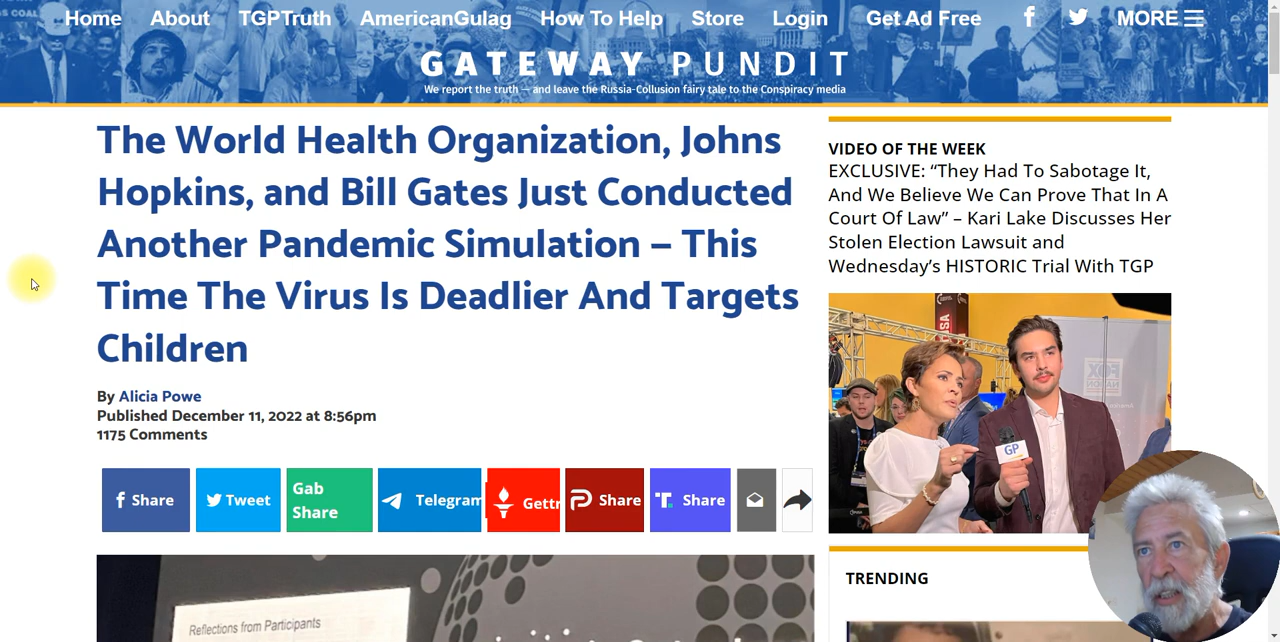 Home About TGPTruth AmericanGulag How To Help Store Login Get Ad Free MORE
GATEWAY PUNDIT
We report the truth — and leave the Russia-Collusion fairy tale to the Conspiracy media
The World Health Organization, Johns
Hopkins, and Bill Gates Just Conducted
Another Pandemic Simulation – This
Time The Virus Is Deadlier And Targets
Children
By Alicia Powe
Published December 11, 2022 at 8:56pm
1175 Comments
Share
Tweet
Gab
Share
Telegram
Gettr
Share
Share
Reflections from Participants
VIDEO OF THE WEEK
EXCLUSIVE: “They Had To Sabotage It,
And We Believe We Can Prove That In A
Court Of Law” – Kari Lake Discusses Her
Stolen Election Lawsuit and
Wednesday’s HISTORIC Trial With TGP
GP
TRENDING